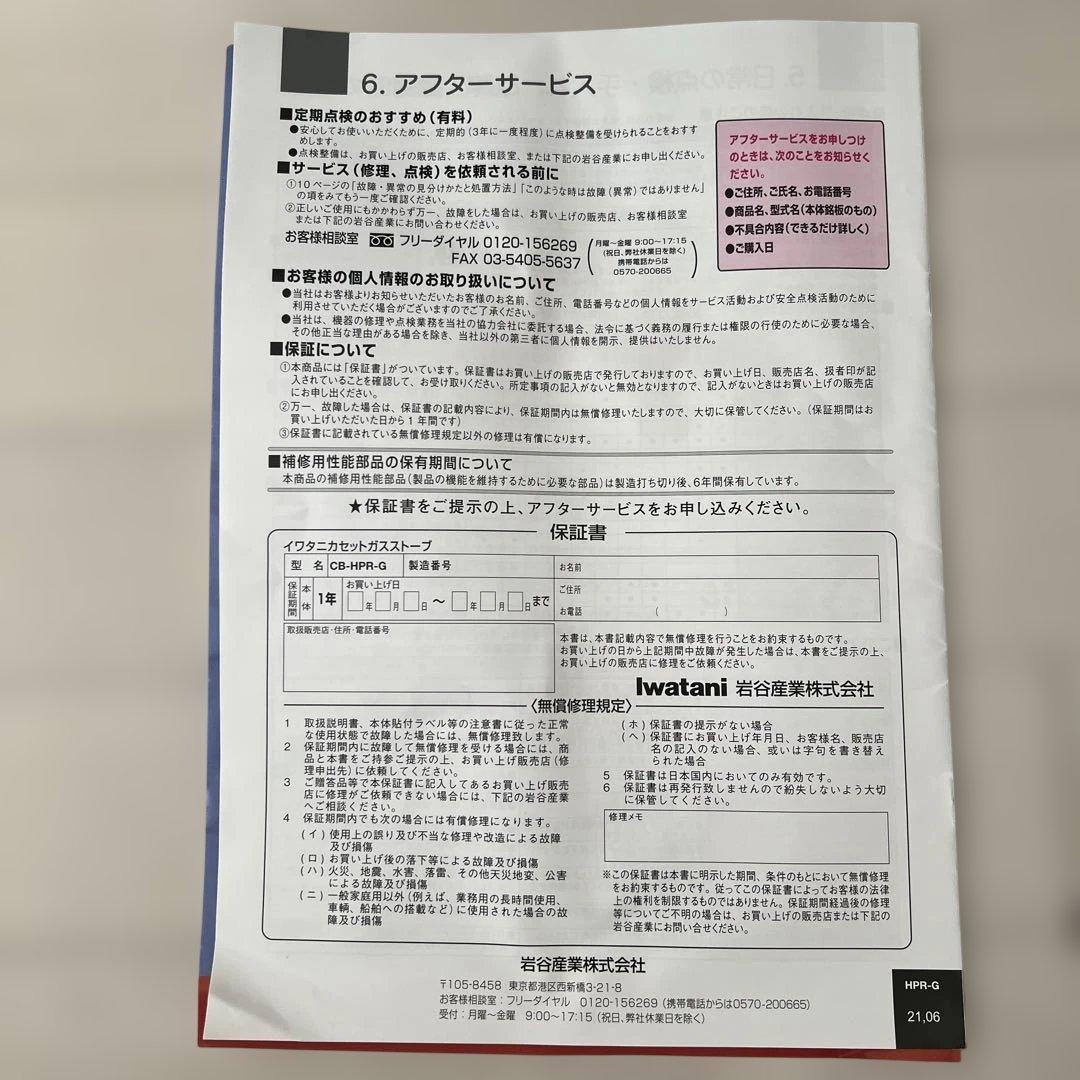 6. アフターサービス
■定期点検のおすすめ(有料)
●安心してお使いいただくために、定期的(3年に一度程度)に点検整備を受けられることをおすす
めします。
●点検整備は、お買い上げの販売店、お客様相談室、または下記の岩谷産業にお申し出ください。
■サービス(修理、点検)を依頼される前に
①10ページの「故障・異常の見分けかたと処置方法」「このような時は故障(異常)ではありません」
の項をみてもう一度ご確認ください。
②正しいご使用にもかかわらず万一、故障をした場合は、お買い上げの販売店、お客様相談室
または下記の岩谷産業にお問い合わせください。
お客様相談室 フリーダイヤル 0120-156269
FAX 03-5405-5637
(月曜〜金曜 9:00〜17:15
(祝日、弊社休業日を除く)
携帯電話からは
0570-200665)
アフターサービスをお申しつけ
のときは、次のことをお知らせく
ださい。
●ご住所、ご氏名、お電話番号
●商品名、型式名(本体銘板のもの)
●不具合内容(できるだけ詳しく)
●ご購入日
■お客様の個人情報のお取り扱いについて
●当社はお客様よりお知らせいただいたお客様のお名前、ご住所、電話番号などの個人情報をサービス活動および安全点検活動のために
利用させていただく場合がございますのでご了承ください。
●当社は、機器の修理や点検業務を当社の協力会社に委託する場合、法令に基づく義務の履行または権限の行使のために必要な場合、
その他正当な理由がある場合を除き、当社以外の第三者に個人情報を開示、提供はいたしません。
■保証について
①本商品には「保証書」がついています。保証書はお買い上げの販売店で発行しておりますので、お買い上げ日、販売店名、扱者印が記
入されていることを確認して、お受け取りください。所定事項の記入がないと無効となりますので、記入がないときはお買い上げの販売店
にお申し出ください。
②万一、故障した場合は、保証書の記載内容により、保証期間内は無償修理いたしますので、大切に保管してください。(保証期間はお
買い上げいただいた日から1年間です)
③保証書に記載されている無償修理規定以外の修理は有償になります。
■補修用性能部品の保有期間について
本商品の補修用性能部品(製品の機能を維持するために必要な部品)は製造打ち切り後、6年間保有しています。
★保証書をご提示の上、アフターサービスをお申し込みください。
保証書
イワタニカセットガスストーブ
型 名 CB-HPR-G 製造番号
保証期間 本体 1年 お買い上げ日
年 月 日 〜 年 月 日 まで
お名前
ご住所
お電話 ( )
取扱販売店・住所・電話番号
本書は、本書記載内容で無償修理を行うことをお約束するものです。
お買い上げの日から上記期間中故障が発生した場合は、本書をご提示の上、
お買い上げの販売店に修理をご依頼ください。
Iwatani 岩谷産業株式会社
〈無償修理規定〉
1 取扱説明書、本体貼付ラベル等の注意書に従った正常
な使用状態で故障した場合には、無償修理致します。
2 保証期間内に故障して無償修理を受ける場合には、商
品と本書をご持参ご提示の上、お買い上げ販売店(修
理申出先)に依頼してください。
3 ご贈答品等で本保証書に記入してあるお買い上げ販売
店に修理がご依頼できない場合には、下記の岩谷産業
へご相談ください。
4 保証期間内でも次の場合には有償修理になります。
(イ)使用上の誤り及び不当な修理や改造による故障
及び損傷
(ロ)お買い上げ後の落下等による故障及び損傷
(ハ)火災、地震、水害、落雷、その他天災地変、公害
による故障及び損傷
(ニ)一般家庭用以外(例えば、業務用の長時間使用、
車輌、船舶への搭載など)に使用された場合の故
障及び損傷
(ホ)保証書の提示がない場合
(ヘ)保証書にお買い上げ年月日、お客様名、販売店
名の記入のない場合、或いは字句を書き替え
られた場合
5 保証書は日本国内においてのみ有効です。
6 保証書は再発行致しませんので紛失しないよう大切
に保管してください。
修理メモ
※この保証書は本書に明示した期間、条件のもとにおいて無償修理
をお約束するものです。従ってこの保証書によってお客様の法律
上の権利を制限するものではありません。保証期間経過後の修理
等についてご不明の場合は、お買い上げの販売店または下記の
岩谷産業にお問い合せください。
岩谷産業株式会社
〒105-8458 東京都港区西新橋3-21-8
お客様相談室:フリーダイヤル 0120-156269(携帯電話からは0570-200665)
受付:月曜〜金曜 9:00〜17:15(祝日、弊社休業日を除く)
HPR-G
21,06